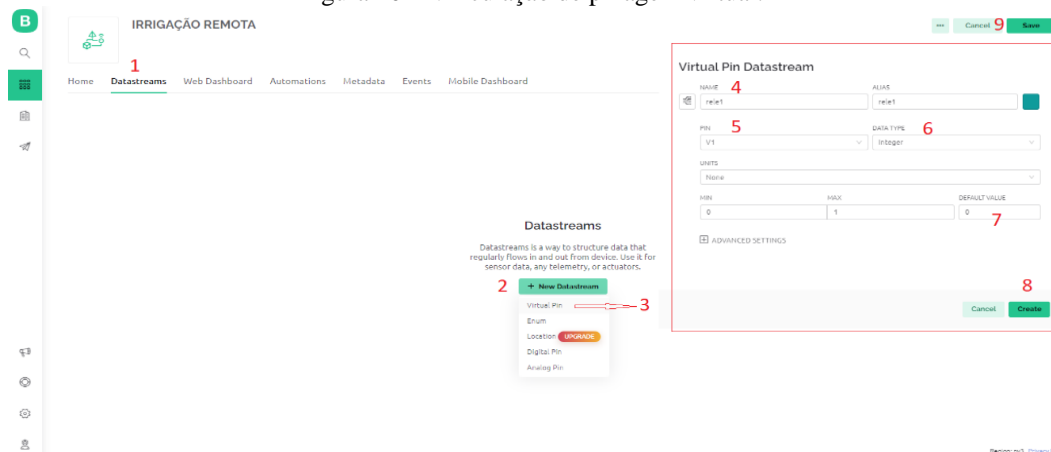 B
IRRIGAÇÃO REMOTA
... Cancel 9 Save
1
Home Datastreams Web Dashboard Automations Metadata Events Mobile Dashboard
Virtual Pin Datastream
NAME 4 ALIAS
rele1 rele1
PIN 5 DATA TYPE 6
V1 Integer
UNITS
None
MIN MAX DEFAULT VALUE
0 1 0
7
ADVANCED SETTINGS
Datastreams
Datastreams is a way to structure data that
regularly flows in and out from device. Use it for
sensor data, any telemetry, or actuators.
2 + New Datastream
Virtual Pin 3
Enum
Location UPGRADE
Digital Pin
Analog Pin
8
Cancel Create